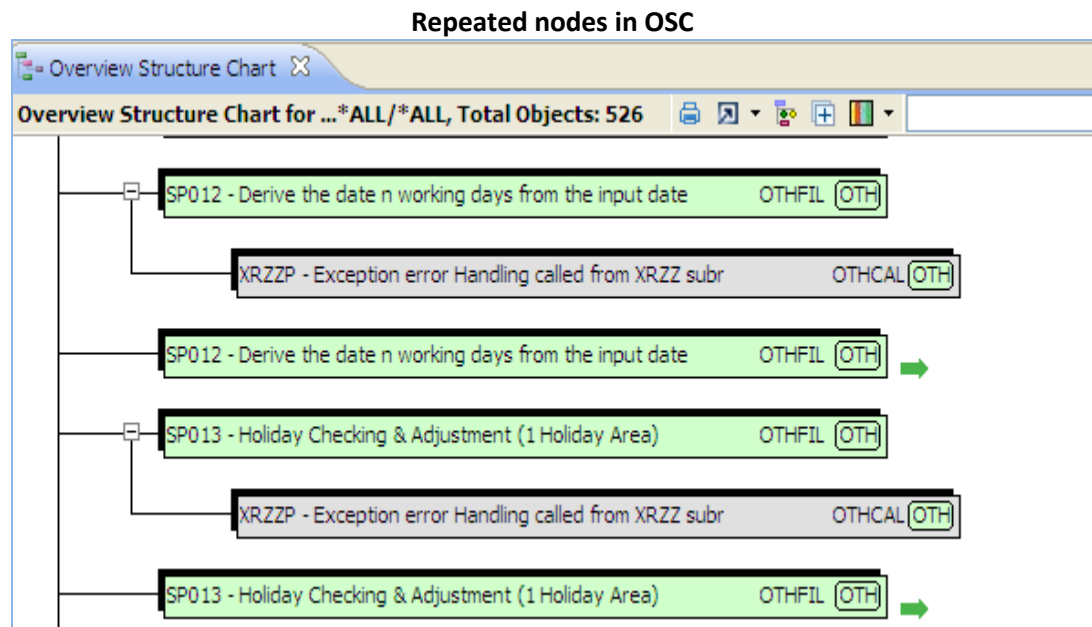 Repeated nodes in OSC
Overview Structure Chart
Overview Structure Chart for ...*ALL/*ALL, Total Objects: 526
SP012 - Derive the date n working days from the input date OTHFIL OTH
XRZZP - Exception error Handling called from XRZZ subr OTHCAL OTH
SP012 - Derive the date n working days from the input date OTHFIL OTH
SP013 - Holiday Checking & Adjustment (1 Holiday Area) OTHFIL OTH
XRZZP - Exception error Handling called from XRZZ subr OTHCAL OTH
SP013 - Holiday Checking & Adjustment (1 Holiday Area) OTHFIL OTH